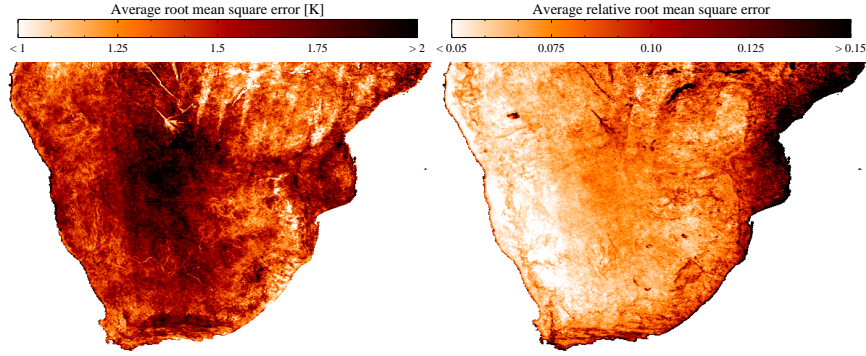 Average root mean square error [K]
< 1 1.25 1.5 1.75 > 2
Average relative root mean square error
< 0.05 0.075 0.10 0.125 > 0.15